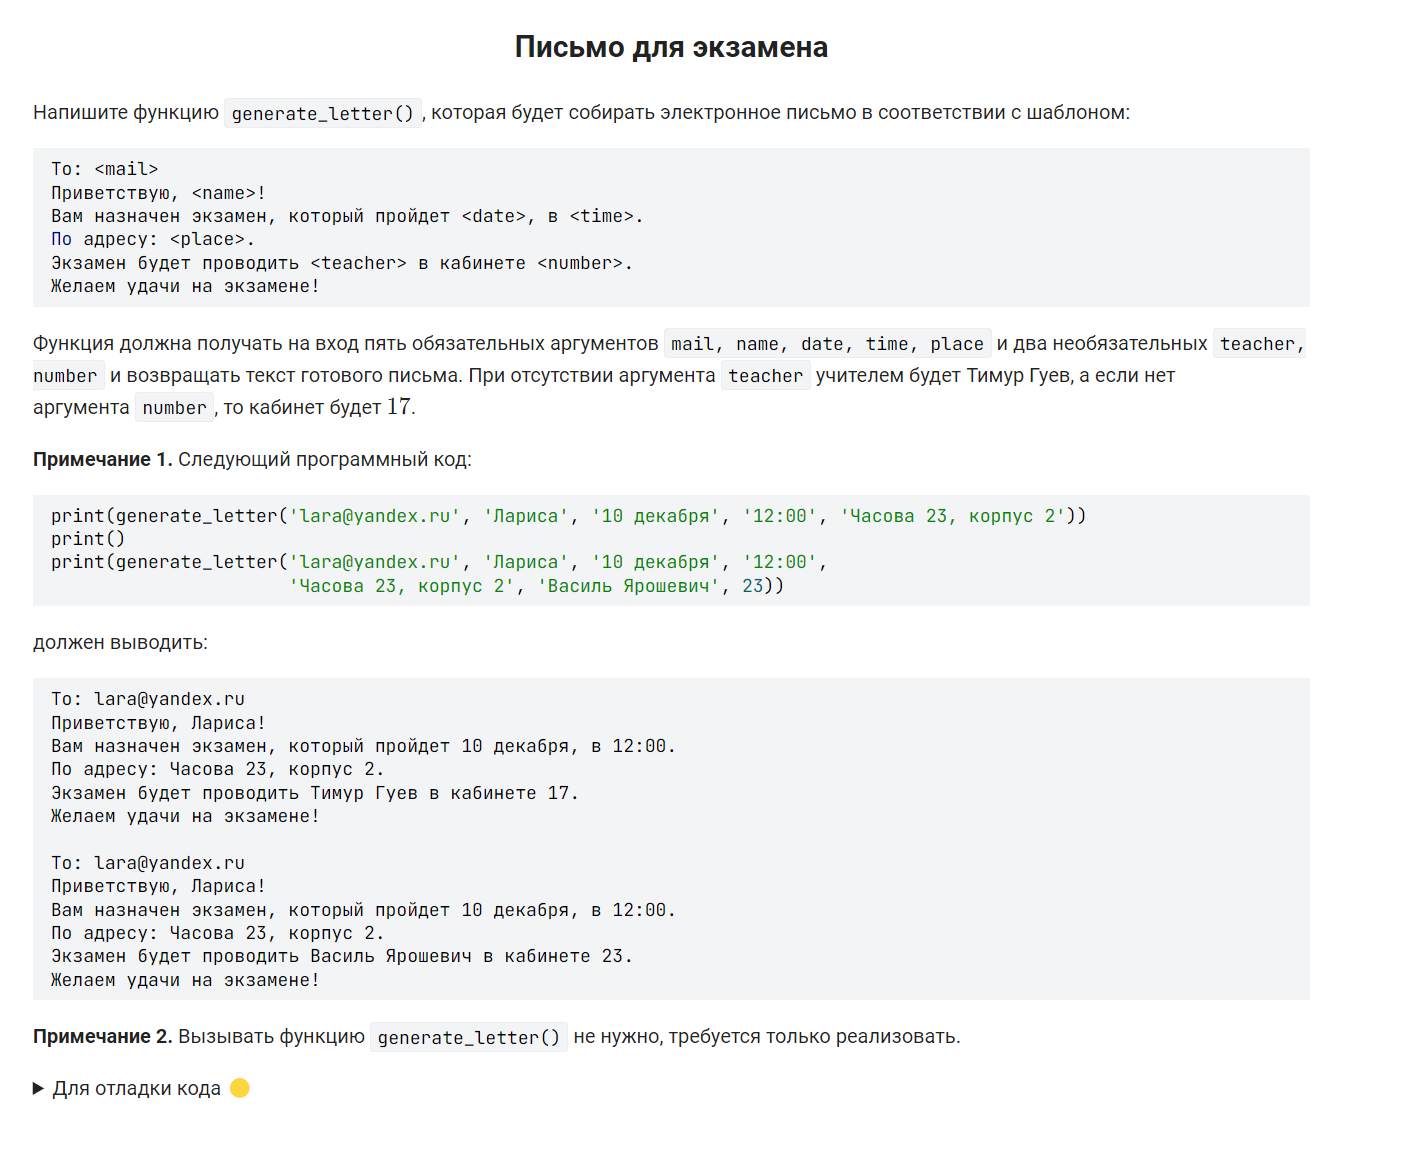 Письмо для экзамена
Напишите функцию generate_letter(), которая будет собирать электронное письмо в соответствии с шаблоном:
To: <mail>
Приветствую, <name>!
Вам назначен экзамен, который пройдет <date>, в <time>.
По адресу: <place>.
Экзамен будет проводить <teacher> в кабинете <number>.
Желаем удачи на экзамене!
Функция должна получать на вход пять обязательных аргументов mail, name, date, time, place и два необязательных teacher,
number и возвращать текст готового письма. При отсутствии аргумента teacher учителем будет Тимур Гуев, а если нет
аргумента number, то кабинет будет 17.
Примечание 1. Следующий программный код:
print(generate_letter('lara@yandex.ru', 'Лариса', '10 декабря', '12:00', 'Часова 23, корпус 2'))
print()
print(generate_letter('lara@yandex.ru', 'Лариса', '10 декабря', '12:00',
'Часова 23, корпус 2', 'Василь Ярошевич', 23))
должен выводить:
To: lara@yandex.ru
Приветствую, Лариса!
Вам назначен экзамен, который пройдет 10 декабря, в 12:00.
По адресу: Часова 23, корпус 2.
Экзамен будет проводить Тимур Гуев в кабинете 17.
Желаем удачи на экзамене!
To: lara@yandex.ru
Приветствую, Лариса!
Вам назначен экзамен, который пройдет 10 декабря, в 12:00.
По адресу: Часова 23, корпус 2.
Экзамен будет проводить Василь Ярошевич в кабинете 23.
Желаем удачи на экзамене!
Примечание 2. Вызывать функцию generate_letter() не нужно, требуется только реализовать.
Для отладки кода